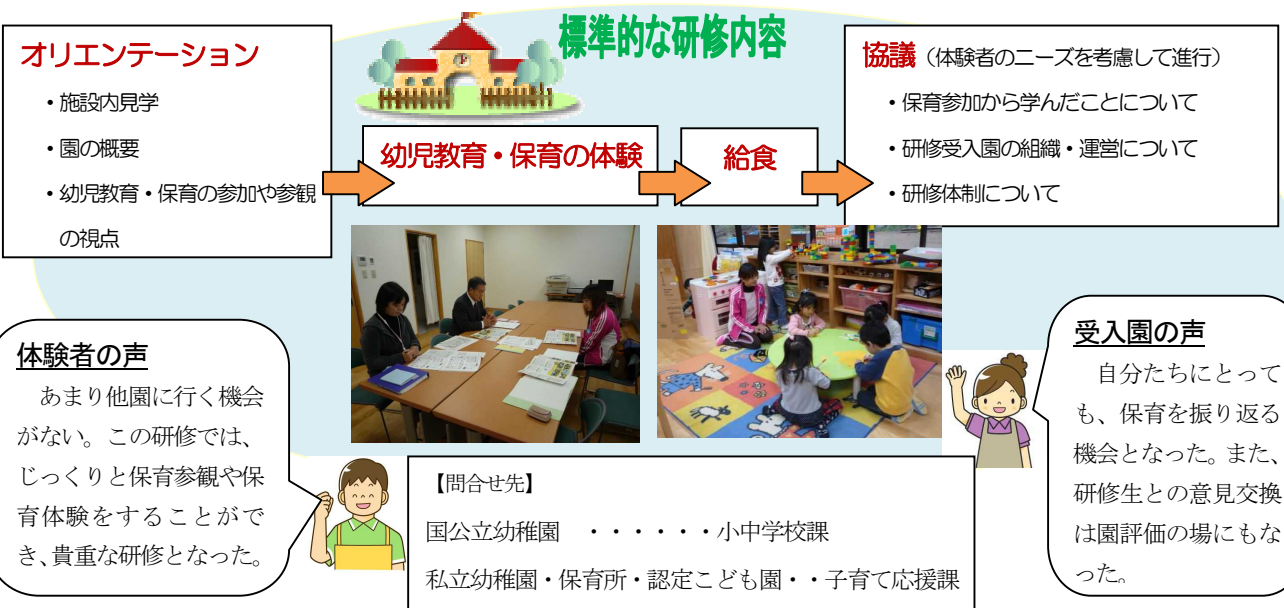 標準的な研修内容
オリエンテーション
・施設内見学
・園の概要
・幼児教育・保育の参加や参観
の視点
幼児教育・保育の体験
給食
協議（体験者のニーズを考慮して進行）
・保育参加から学んだことについて
・研修受入園の組織・運営について
・研修体制について
体験者の声
あまり他園に行く機会
がない。この研修では、
じっくりと保育参観や保
育体験をすることがで
き、貴重な研修となった。
受入園の声
自分たちにとって
も、保育を振り返る
機会となった。また、
研修生との意見交換
は園評価の場にもな
った。
【問合せ先】
国公立幼稚園　・・・・・・小中学校課
私立幼稚園・保育所・認定こども園・・子育て応援課